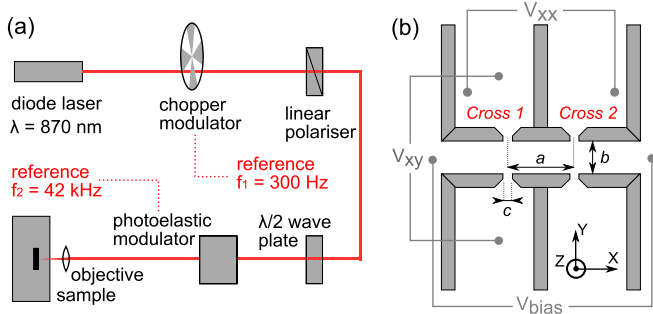 (a)
diode laser
λ = 870 nm
chopper
modulator
linear
polariser
reference
f₂ = 42 kHz
reference
f₁ = 300 Hz
photoelastic
modulator
λ/2 wave
plate
objective
sample
(b)
Vxx
Cross 1
Cross 2
Vxy
a
b
c
Y
Z
X
Vbias